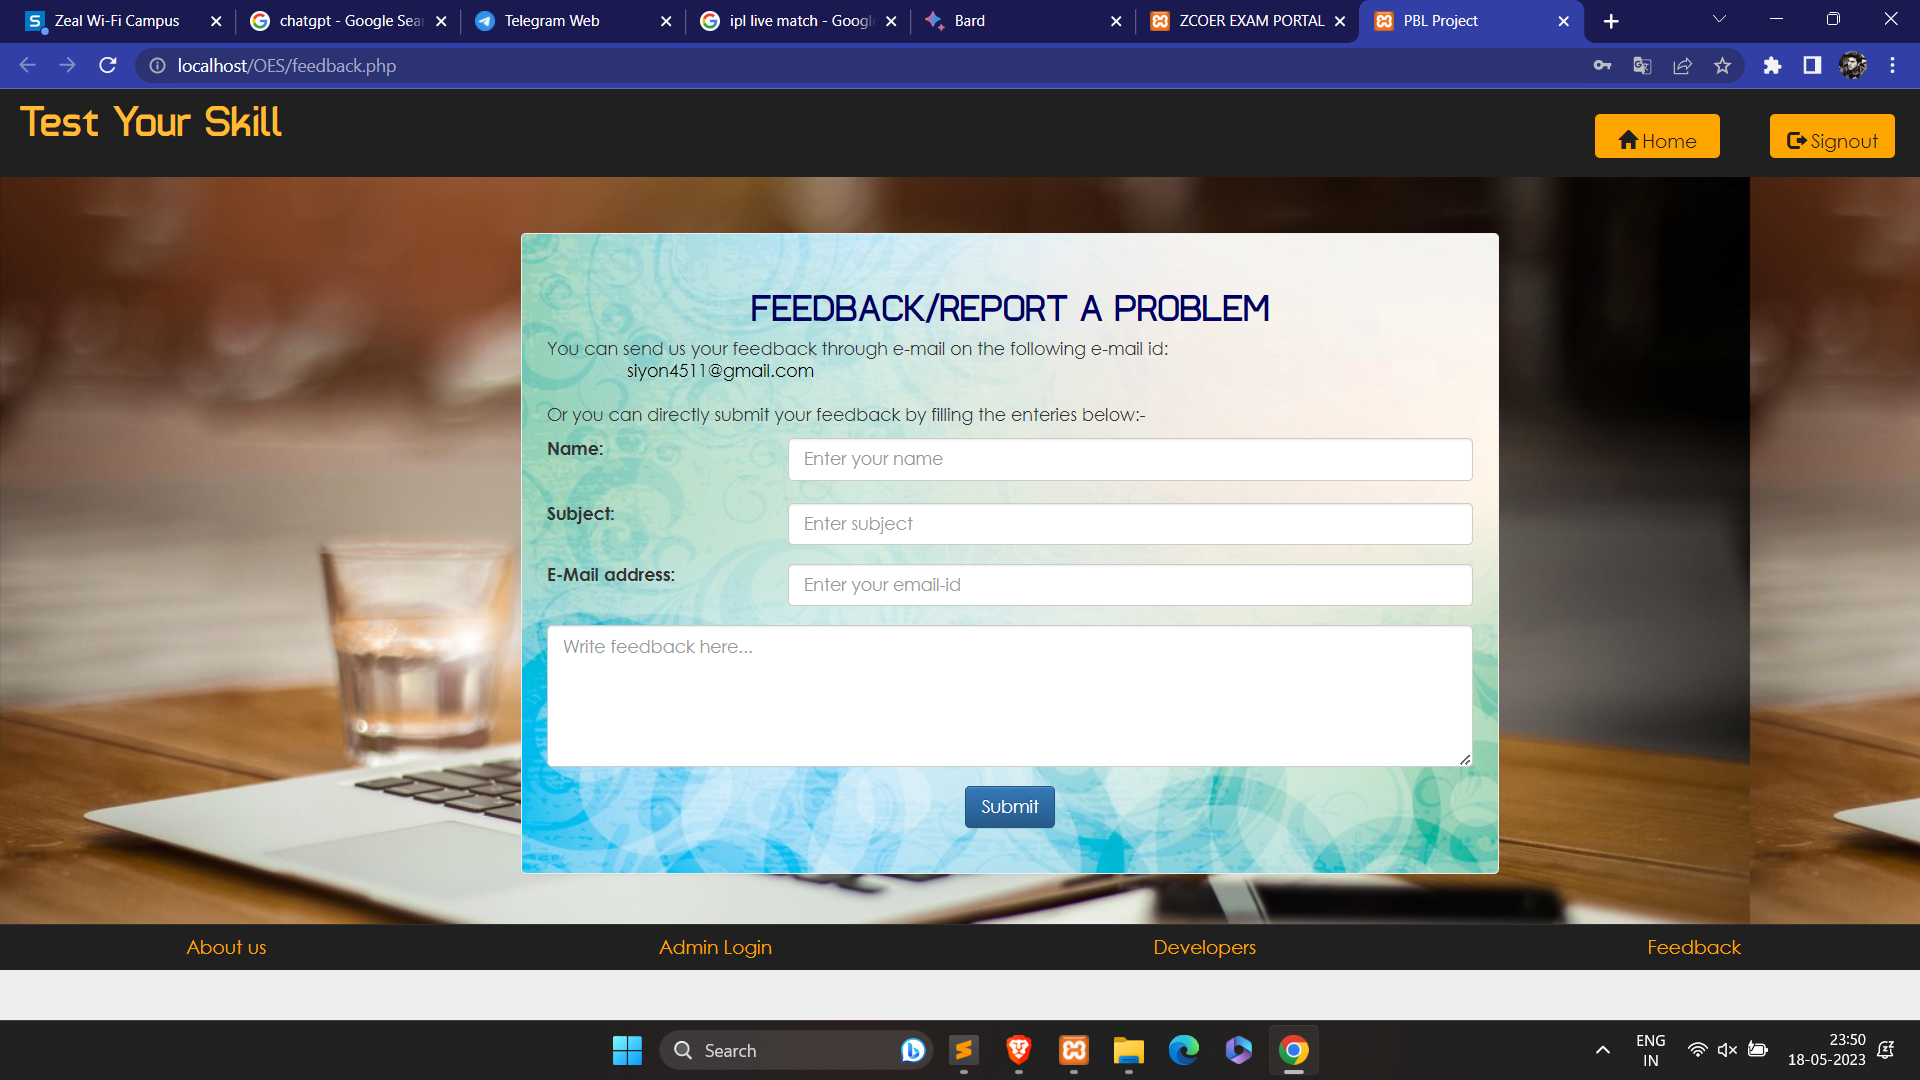 Zeal Wi-Fi Campus
chatgpt - Google Sear
Telegram Web
ipl live match - Google
Bard
ZCOER EXAM PORTAL
PBL Project
localhost/OES/feedback.php
Test Your Skill
Home
Signout
FEEDBACK/REPORT A PROBLEM
You can send us your feedback through e-mail on the following e-mail id:
siyon4511@gmail.com
Or you can directly submit your feedback by filling the enteries below:-
Name:
Enter your name
Subject:
Enter subject
E-Mail address:
Enter your email-id
Write feedback here...
Submit
About us
Admin Login
Developers
Feedback
Search
ENG
IN
23:50
18-05-2023